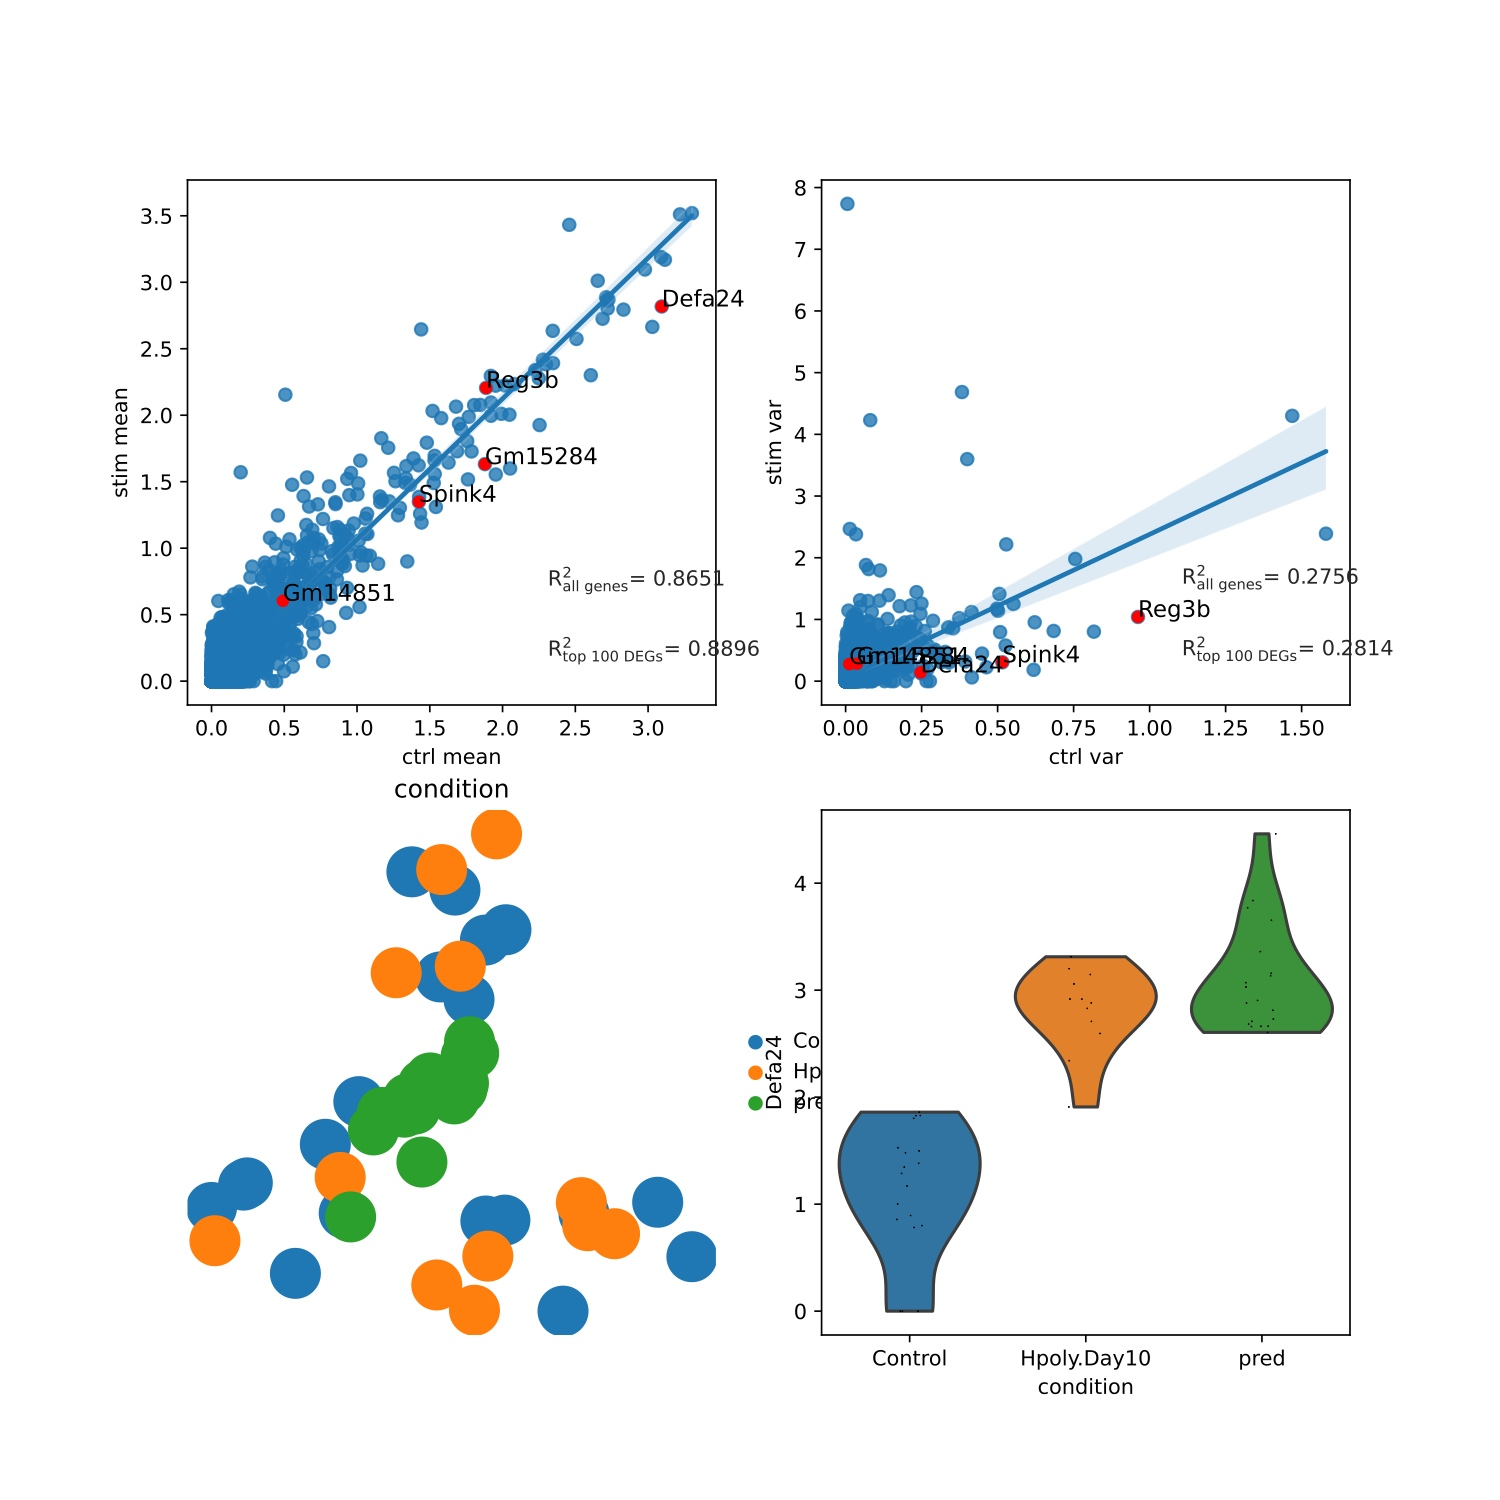 3.5
3.0
2.5
2.0
1.5
1.0
0.5
0.0
stim mean
Defa24
Reg3b
Gm15284
Spink4
Gm14851
R²all genes= 0.8651
R²top 100 DEGs= 0.8896
0.0 0.5 1.0 1.5 2.0 2.5 3.0
ctrl mean
8
7
6
5
4
3
2
1
0
stim var
R²all genes= 0.2756
Reg3b
R²top 100 DEGs= 0.2814
Spink4
Defa24
0.00 0.25 0.50 0.75 1.00 1.25 1.50
ctrl var
condition
Co
Hp
pre
Defa24
4
3
1
0
Control Hpoly.Day10 pred
condition